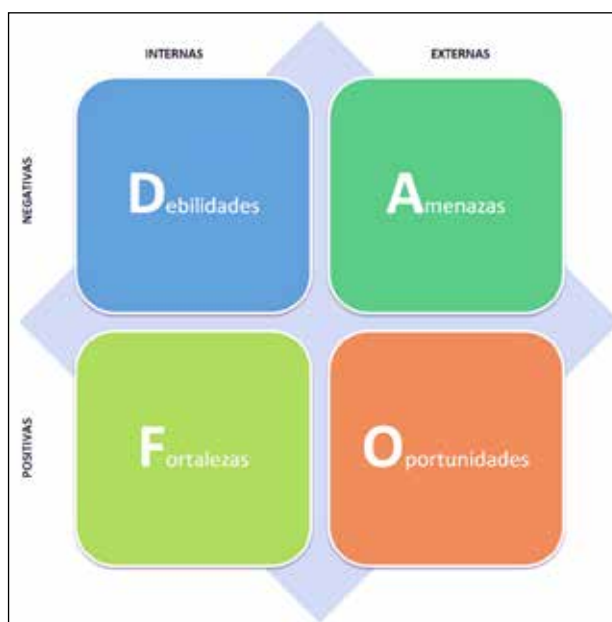 INTERNAS
EXTERNAS
NEGATIVAS
Debilidades
Amenazas
POSITIVAS
Fortalezas
Oportunidades